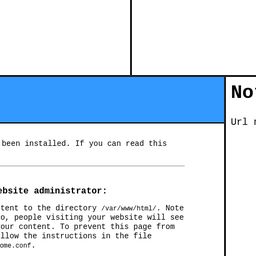 No
Url
been installed. If you can read this
ebsite administrator:
tent to the directory /var/www/html/. Note
o, people visiting your website will see
our content. To prevent this page from
llow the instructions in the file
ome.conf.